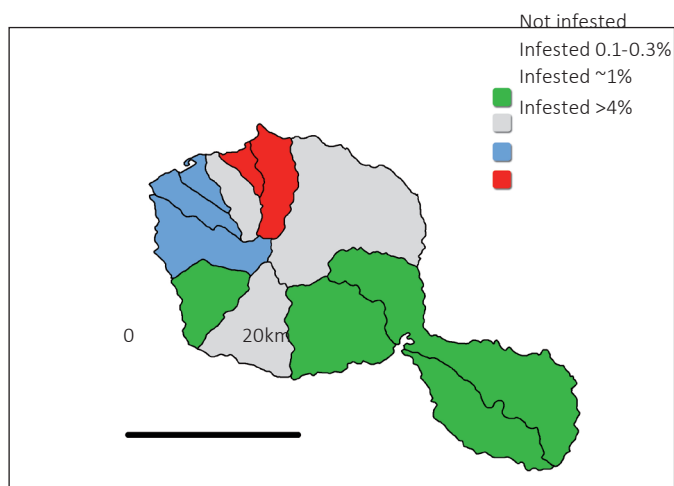 Not infested
Infested 0.1-0.3%
Infested ~1%
Infested >4%
0 20km